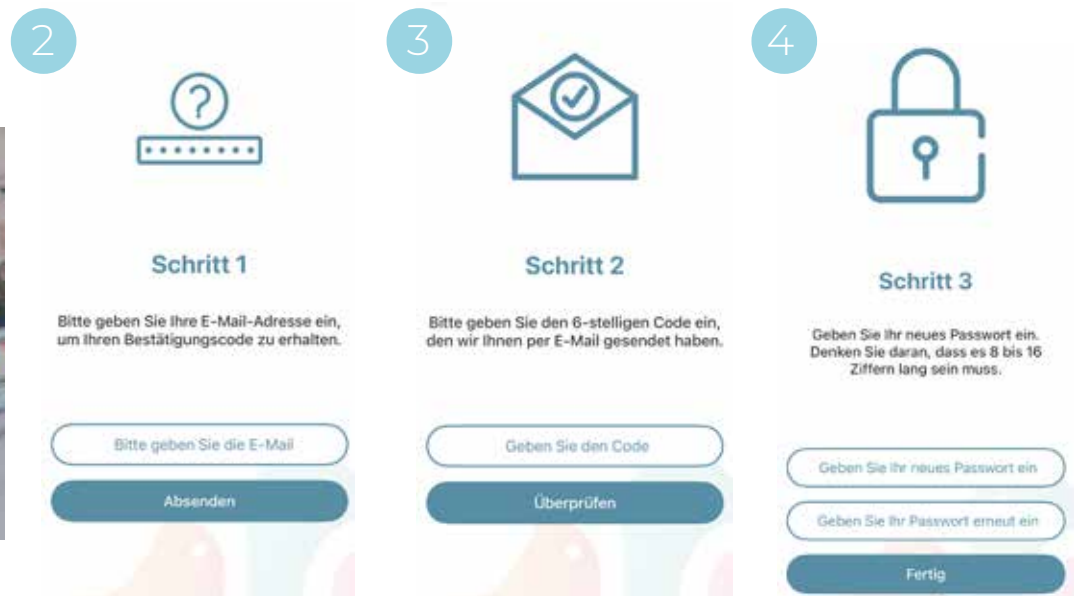 2
Schritt 1
Bitte geben Sie Ihre E-Mail-Adresse ein,
um Ihren Bestätigungscode zu erhalten.
Bitte geben Sie die E-Mail
Absenden
3
Schritt 2
Bitte geben Sie den 6-stelligen Code ein,
den wir Ihnen per E-Mail gesendet haben.
Geben Sie den Code
Überprüfen
4
Schritt 3
Geben Sie Ihr neues Passwort ein.
Denken Sie daran, dass es 8 bis 16
Ziffern lang sein muss.
Geben Sie Ihr neues Passwort ein
Geben Sie Ihr Passwort erneut ein
Fertig